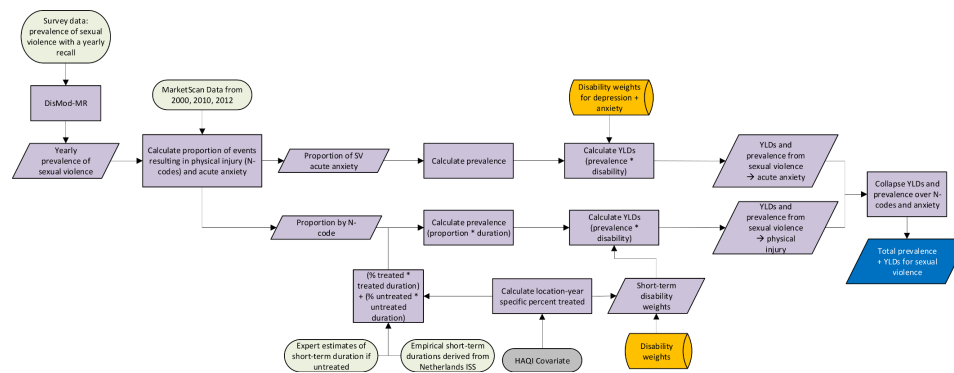 Survey data:
prevalence of sexual
violence with a yearly
recall
DisMod-MR
Yearly
prevalence of
sexual violence
MarketScan Data from
2000, 2010, 2012
Calculate proportion of events
resulting in physical injury (N-
codes) and acute anxiety
Proportion of SV
acute anxiety
Calculate prevalence
Disability weights
for depression +
anxiety
Calculate YLDs
(prevalence *
disability)
YLDs and
prevalence from
sexual violence
→ acute anxiety
Collapse YLDs and
prevalence over N-
codes and anxiety
Proportion by N-
code
Calculate prevalence
(proportion * duration)
Calculate YLDs
(prevalence *
disability)
YLDs and
prevalence from
sexual violence
→ physical
injury
Total prevalence
+ YLDs for sexual
violence
(% treated *
treated duration)
+ (% untreated *
untreated
duration)
Calculate location-year
specific percent treated
Short-term
disability
weights
Expert estimates of
short-term duration if
untreated
Empirical short-term
durations derived from
Netherlands ISS
HAQI Covariate
Disability
weights